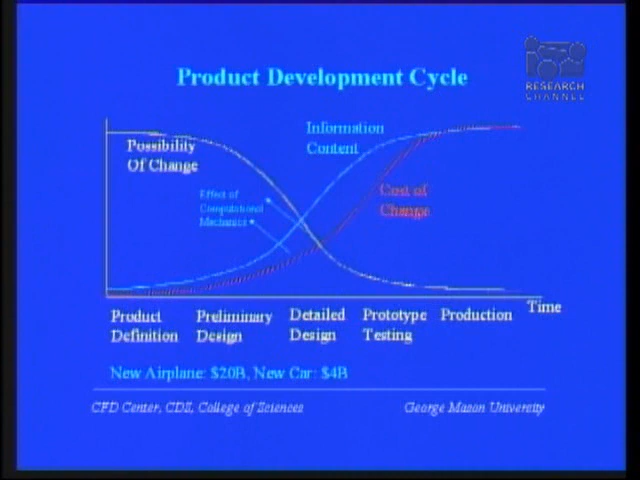 RESEARCH
CHANNEL
Product Development Cycle
Information
Content
Possibility
Of Change
Effect of
Computational
Mechanics
Cost of
Change
Time
Product
Definition
Preliminary
Design
Detailed
Design
Prototype
Testing
Production
New Airplane: $20B, New Car: $4B
CFD Center, CDS, College of Sciences
George Mason University